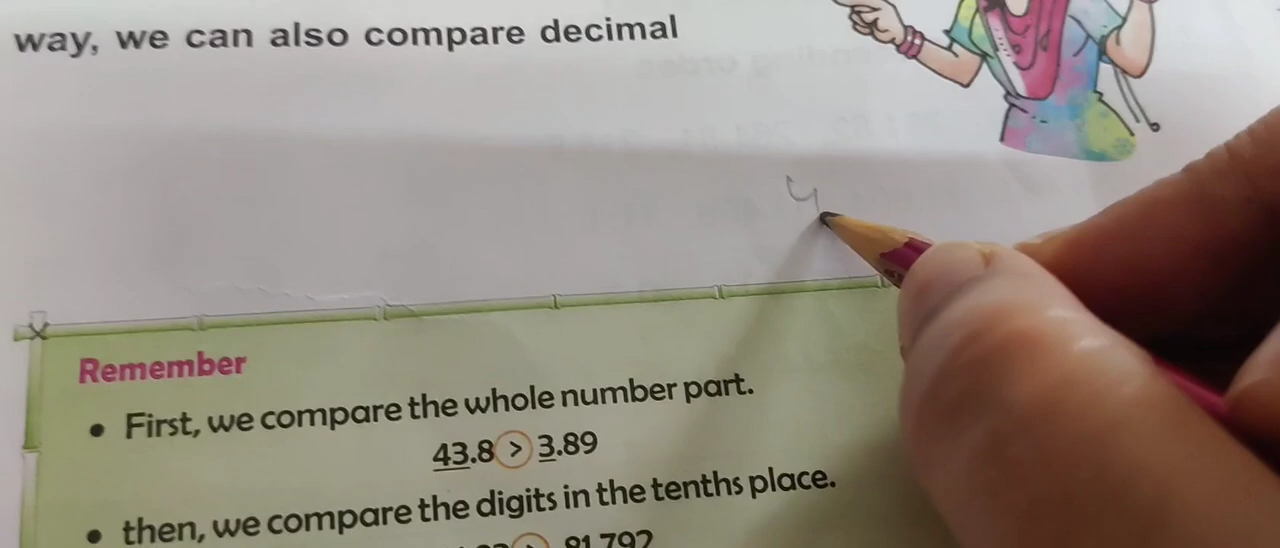 way, we can also compare decimal
4
Remember
• First, we compare the whole number part.
43.8 > 3.89
• then, we compare the digits in the tenths place.
81.792